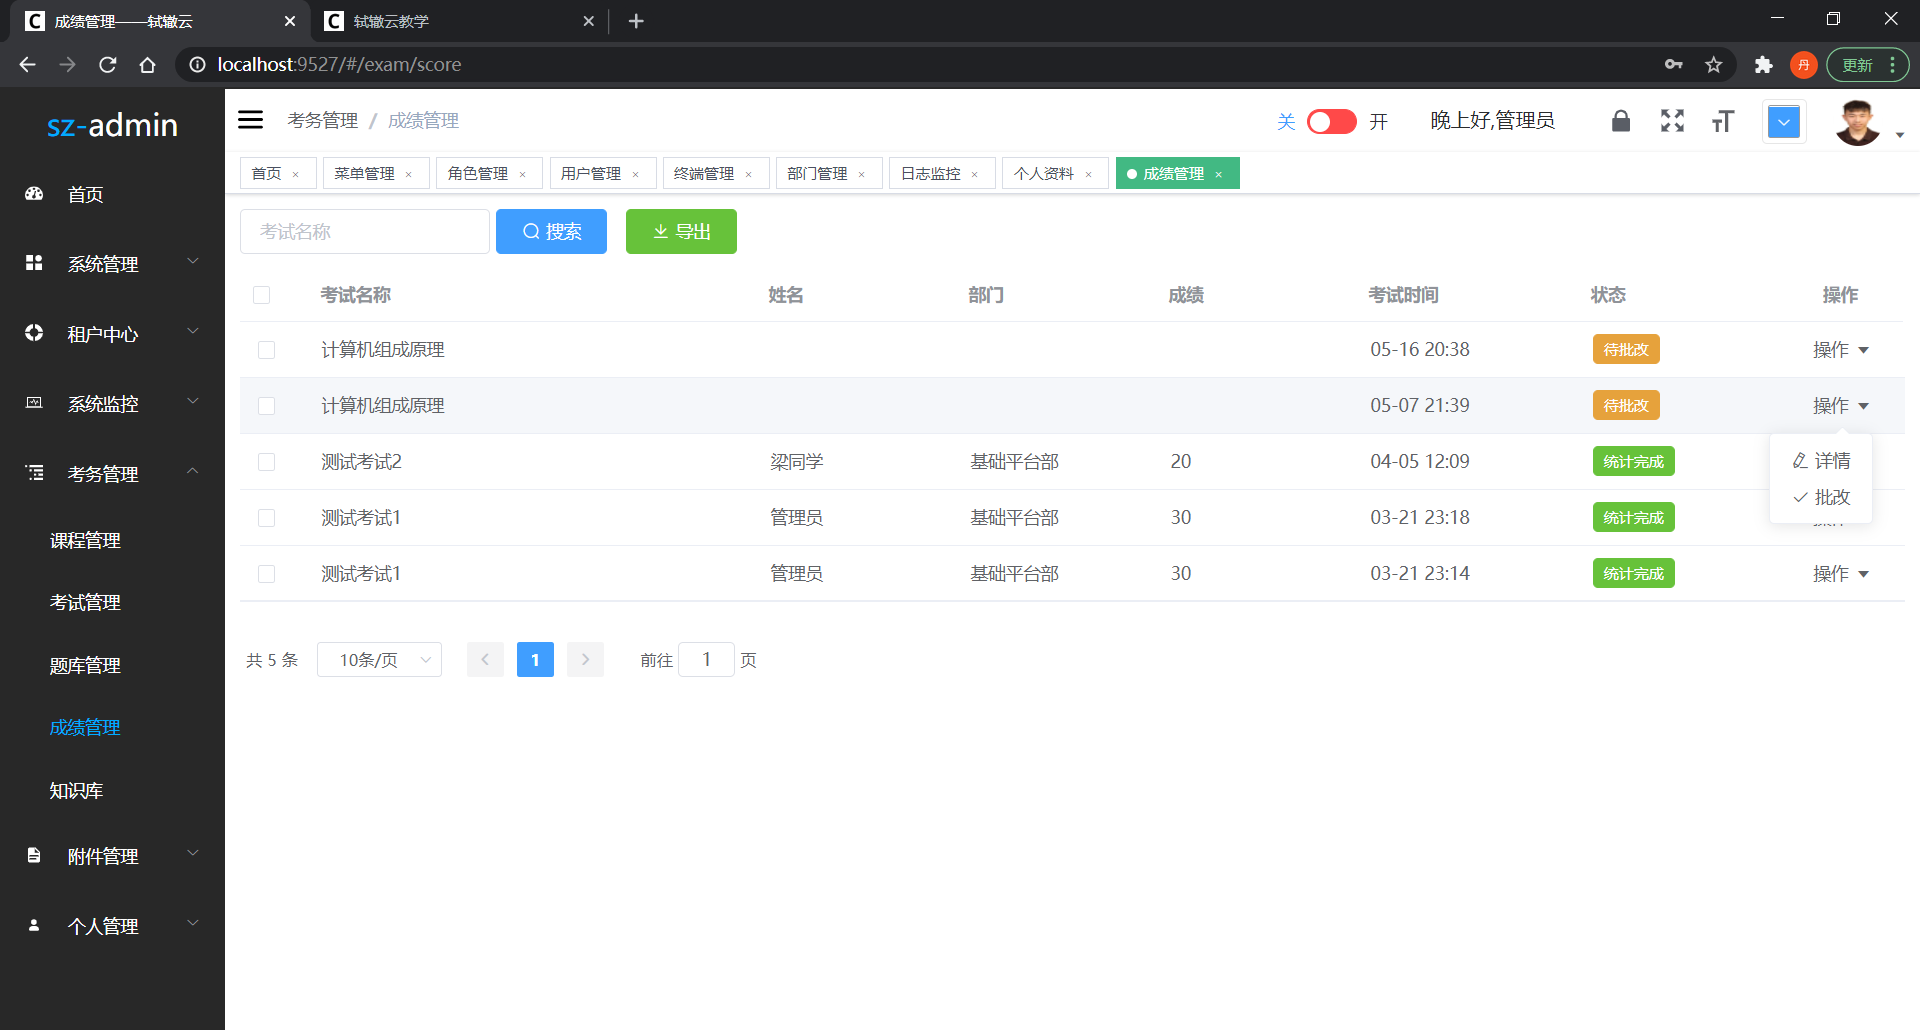 成绩管理——轼辙云
轼辙云教学
localhost:9527/#/exam/score
丹
更新
sz-admin
考务管理 / 成绩管理
关 开 晚上好,管理员
首页
菜单管理
角色管理
用户管理
终端管理
部门管理
日志监控
个人资料
成绩管理
首页
系统管理
租户中心
系统监控
考务管理
课程管理
考试管理
题库管理
成绩管理
知识库
附件管理
个人管理
考试名称 搜索 导出
考试名称 姓名 部门 成绩 考试时间 状态 操作
计算机组成原理 05-16 20:38 待批改 操作
计算机组成原理 05-07 21:39 待批改 操作
测试考试2 梁同学 基础平台部 20 04-05 12:09 统计完成
测试考试1 管理员 基础平台部 30 03-21 23:18 统计完成
测试考试1 管理员 基础平台部 30 03-21 23:14 统计完成 操作
详情
批改
共 5 条 10条/页 1 前往 1 页